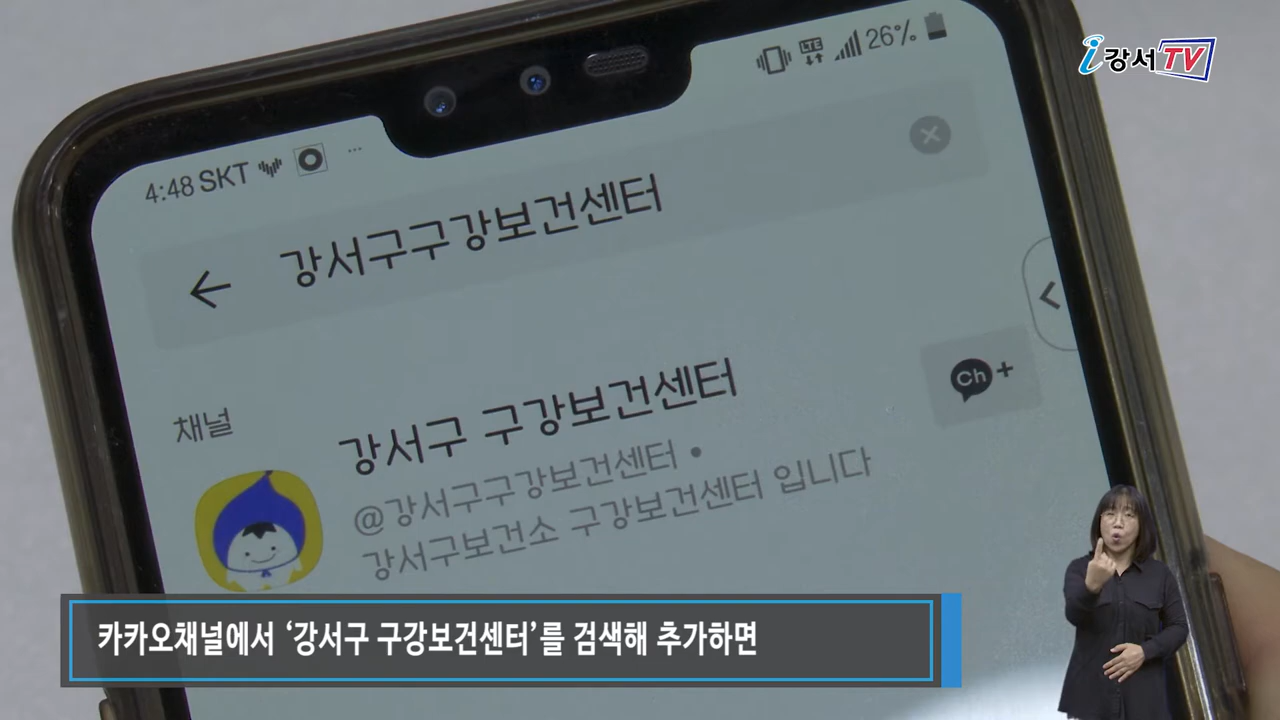 i강서TV
4:48 SKT ... LTE 26%
강서구구강보건센터
채널
강서구 구강보건센터
Ch+
@강서구구강보건센터 •
강서구보건소 구강보건센터 입니다
카카오채널에서 ‘강서구 구강보건센터’를 검색해 추가하면